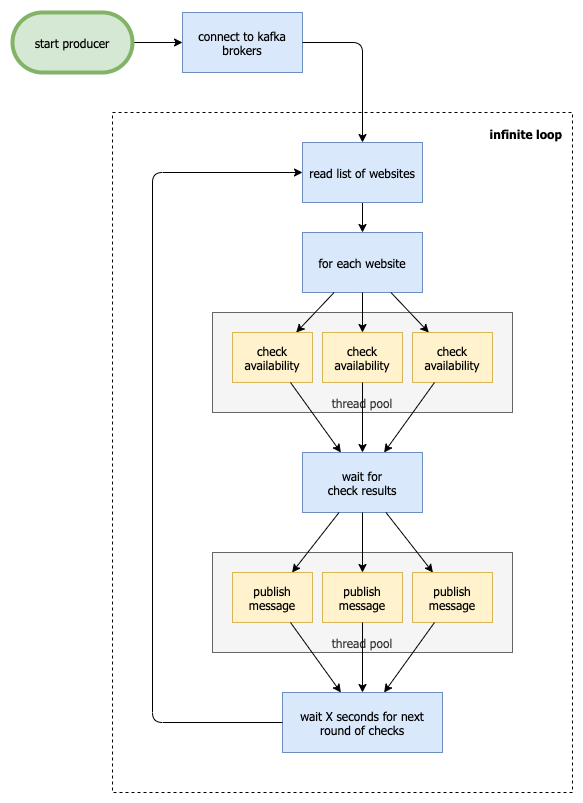 start producer
connect to kafka
brokers
infinite loop
read list of websites
for each website
check
availability
check
availability
check
availability
thread pool
wait for
check results
publish
message
publish
message
publish
message
thread pool
wait X seconds for next
round of checks